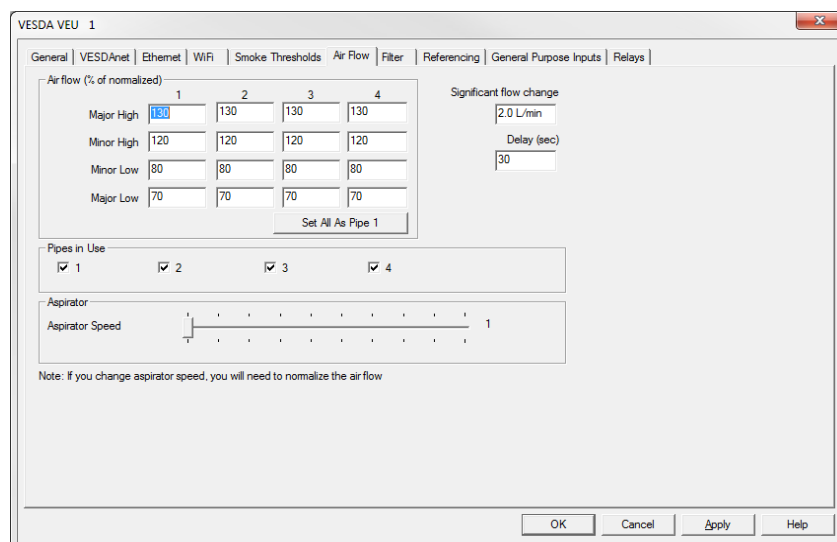 VESDA VEU 1
General VESDAnet Ethernet WiFi Smoke Thresholds Air Flow Filter Referencing General Purpose Inputs Relays
Air flow (% of normalized)
1 2 3 4
Major High 130 130 130 130
Minor High 120 120 120 120
Minor Low 80 80 80 80
Major Low 70 70 70 70
Set All As Pipe 1
Significant flow change
2.0 L/min
Delay (sec)
30
Pipes in Use
1 2 3 4
Aspirator
Aspirator Speed 1
Note: If you change aspirator speed, you will need to normalize the air flow
OK Cancel Apply Help